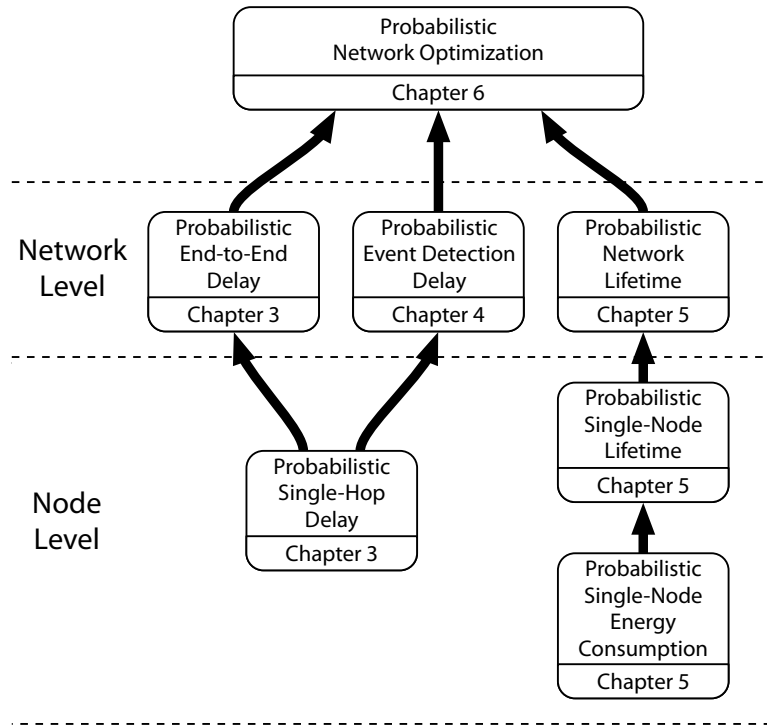 Probabilistic
Network Optimization
Chapter 6
Network
Level
Probabilistic
End-to-End
Delay
Chapter 3
Probabilistic
Event Detection
Delay
Chapter 4
Probabilistic
Network
Lifetime
Chapter 5
Node
Level
Probabilistic
Single-Hop
Delay
Chapter 3
Probabilistic
Single-Node
Lifetime
Chapter 5
Probabilistic
Single-Node
Energy
Consumption
Chapter 5